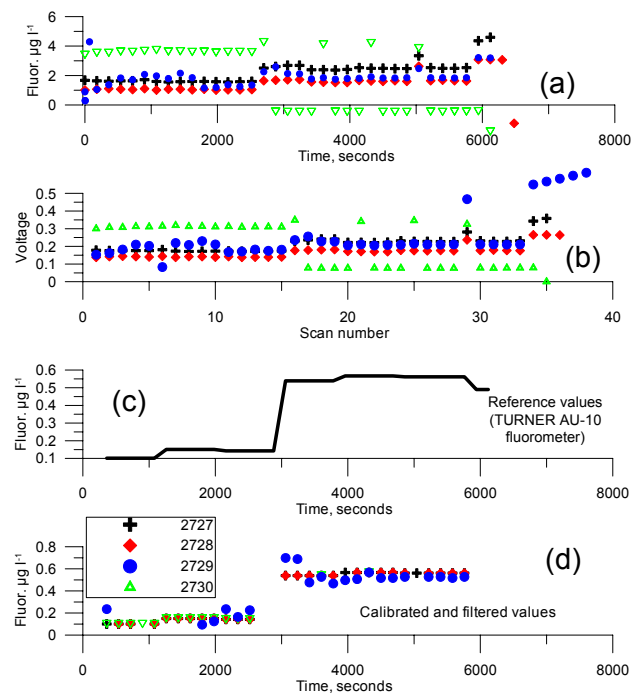 6
4
2
0
-2
Fluor. µg l⁻¹
(a)
0 2000 4000 6000 8000
Time, seconds
0.5
0.4
0.3
0.2
0.1
0
Voltage
(b)
0 10 20 30 40
Scan number
0.6
0.5
0.4
0.3
0.2
0.1
Fluor. µg l⁻¹
(c)
Reference values
(TURNER AU-10
fluorometer)
0 2000 4000 6000 8000
Time, seconds
2727
2728
2729
2730
0.8
0.6
0.4
0.2
0
Fluor. µg l⁻¹
(d)
Calibrated and filtered values
0 2000 4000 6000 8000
Time, seconds